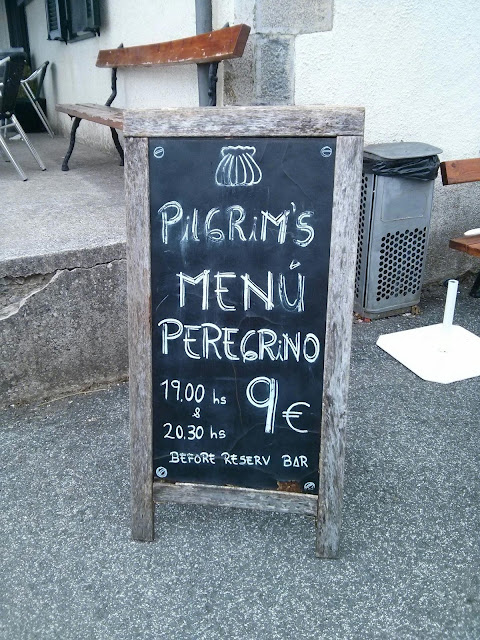 PiLGRiM'S
MENÚ
PEREGRiNO
19.00 hs
&
20.30 hs
9 €
BEFORE RESERV BAR